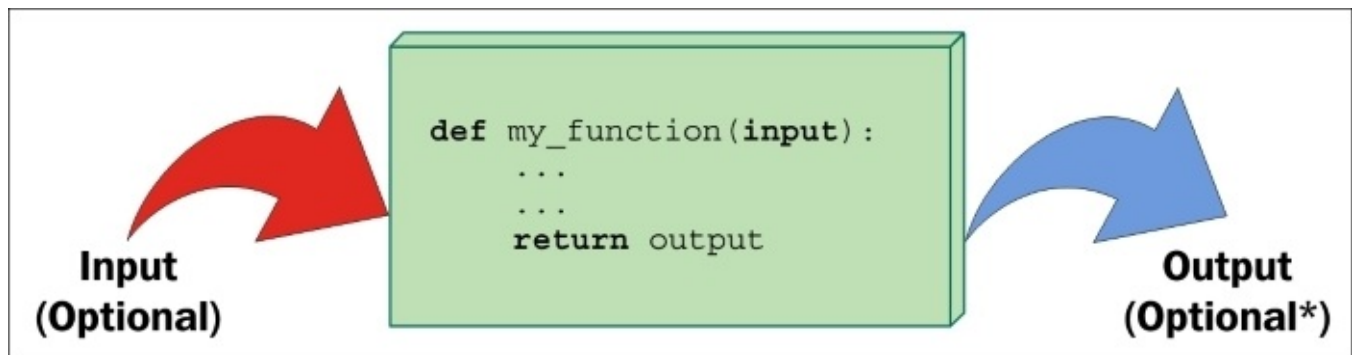 def my_function(input):
...
...
return output
Input
(Optional)
Output
(Optional*)